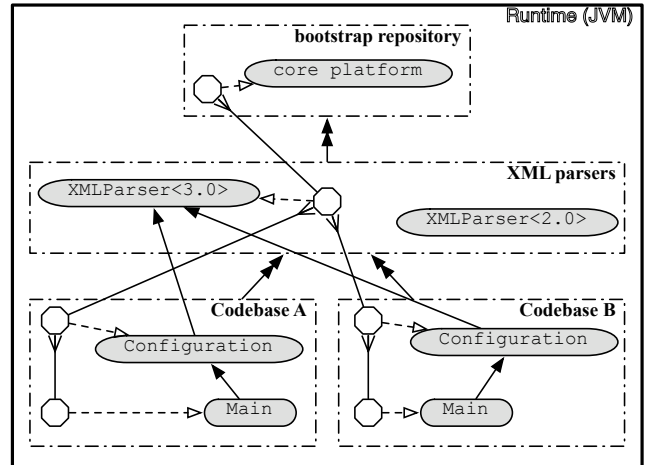 Runtime (JVM)
bootstrap repository
core platform
XML parsers
XMLParser<3.0>
XMLParser<2.0>
Codebase A
Codebase B
Configuration
Configuration
Main
Main